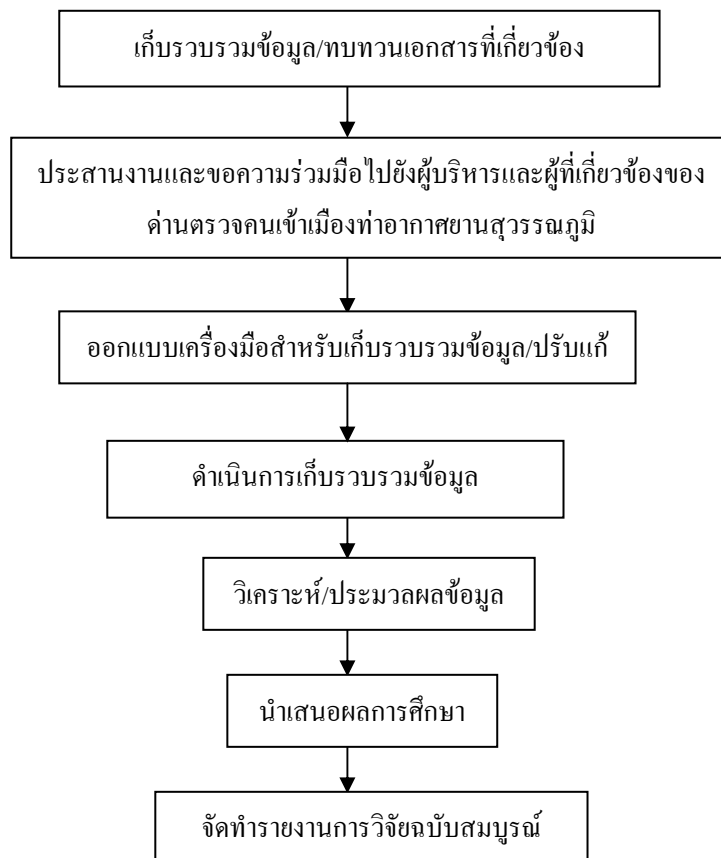 เก็บรวบรวมข้อมูล/ทบทวนเอกสารที่เกี่ยวข้อง
ประสานงานและขอความร่วมมือไปยังผู้บริหารและผู้ที่เกี่ยวข้องของ
ด่านตรวจคนเข้าเมืองท่าอากาศยานสุวรรณภูมิ
ออกแบบเครื่องมือสำหรับเก็บรวบรวมข้อมูล/ปรับแก้
ดำเนินการเก็บรวบรวมข้อมูล
วิเคราะห์/ประมวลผลข้อมูล
นำเสนอผลการศึกษา
จัดทำรายงานการวิจัยฉบับสมบูรณ์